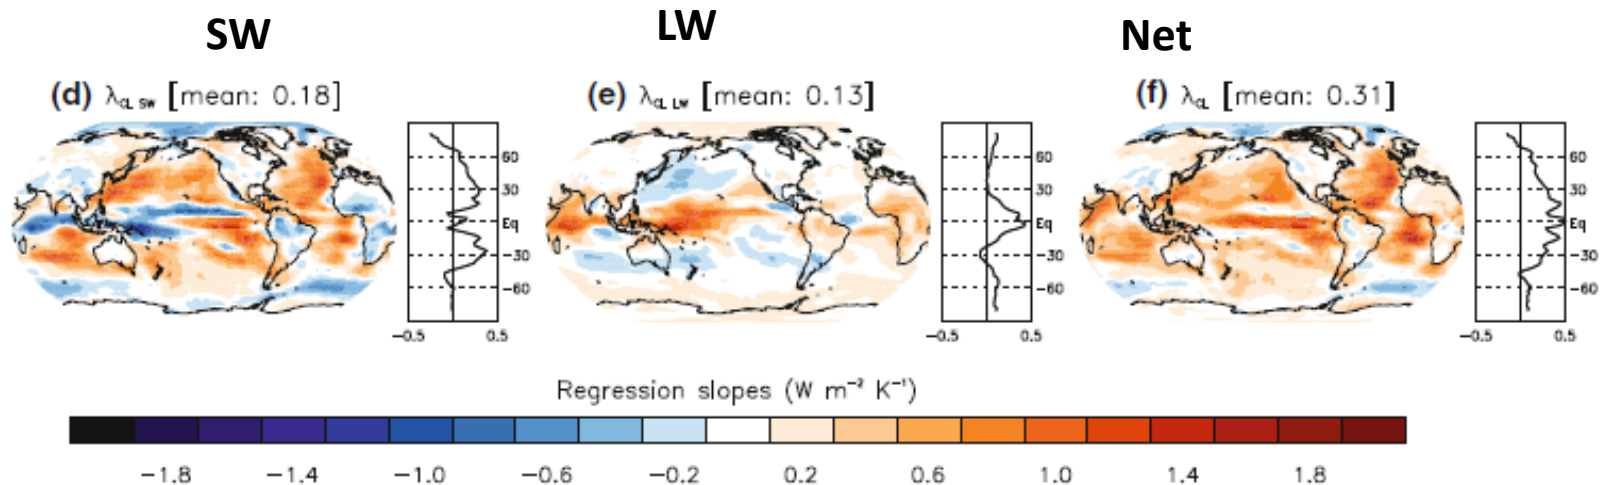 SW
LW
Net
(d) λCL SW [mean: 0.18]
(e) λCL LW [mean: 0.13]
(f) λCL [mean: 0.31]
60
30
Eq
−30
−60
−0.5 0.5
60
30
Eq
−30
−60
−0.5 0.5
60
30
Eq
−30
−60
−0.5 0.5
Regression slopes (W m⁻² K⁻¹)
−1.8 −1.4 −1.0 −0.6 −0.2 0.2 0.6 1.0 1.4 1.8